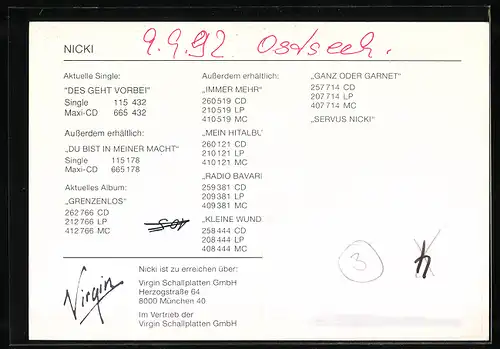 NICKI
9.9.92
Aktuelle Single:
"DES GEHT VORBEI"
Single 115 432
Maxi-CD 665 432
Außerdem erhältlich:
„DU BIST IN MEINER MACHT"
Single 115 178
Maxi-CD 665 178
Aktuelles Album:
„GRENZENLOS"
262 766 CD
212 766 LP
412 766 MC
Außerdem erhältlich:
„IMMER MEHR"
260 519 CD
210 519 LP
410 519 MC
„MEIN HITALBU
260 121 CD
210 121 LP
410 121 MC
„RADIO BAVARI
259 381 CD
209 381 LP
409 381 MC
„KLEINE WUND
258 444 CD
208 444 LP
408 444 MC
„GANZ ODER GARNET"
257 714 CD
207 714 LP
407 714 MC
„SERVUS NICKI"
3
4
Virgin
Nicki ist zu erreichen über:
Virgin Schallplatten GmbH
Herzogstraße 64
8000 München 40
Im Vertrieb der
Virgin Schallplatten GmbH